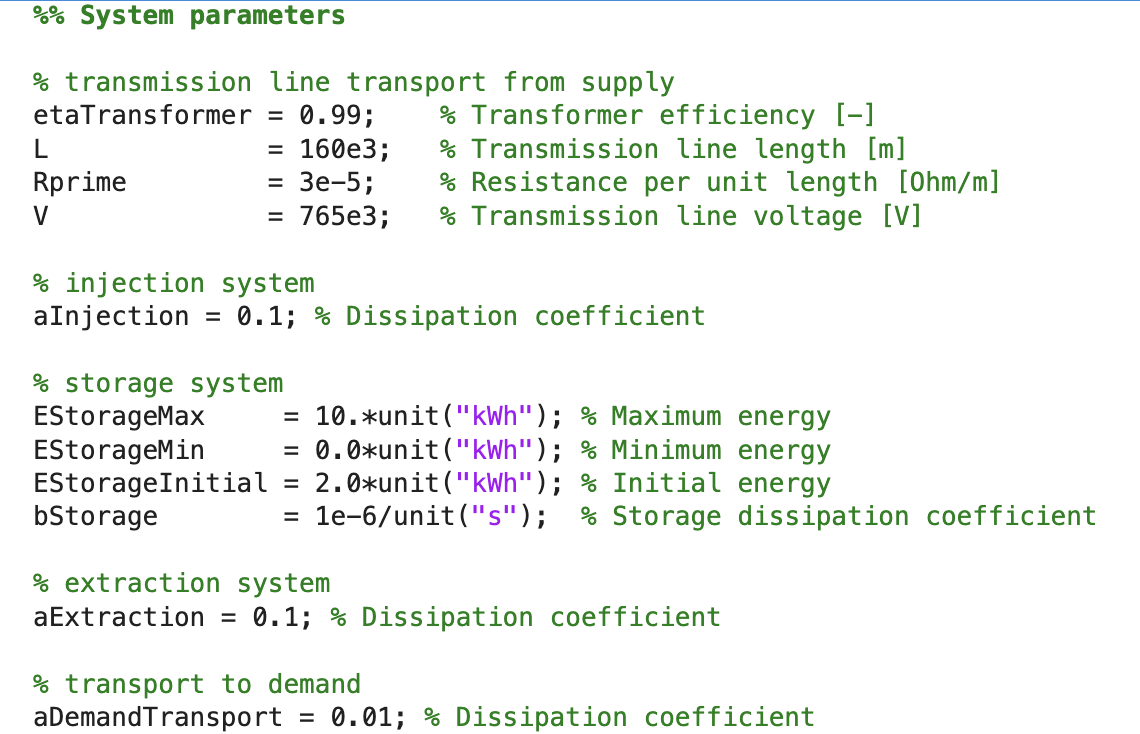 %% System parameters
% transmission line transport from supply
etaTransformer = 0.99;    % Transformer efficiency [-]
L              = 160e3;   % Transmission line length [m]
Rprime         = 3e-5;    % Resistance per unit length [Ohm/m]
V              = 765e3;   % Transmission line voltage [V]
% injection system
aInjection = 0.1; % Dissipation coefficient
% storage system
EStorageMax     = 10.*unit("kWh"); % Maximum energy
EStorageMin     = 0.0*unit("kWh"); % Minimum energy
EStorageInitial = 2.0*unit("kWh"); % Initial energy
bStorage        = 1e-6/unit("s");  % Storage dissipation coefficient
% extraction system
aExtraction = 0.1; % Dissipation coefficient
% transport to demand
aDemandTransport = 0.01; % Dissipation coefficient